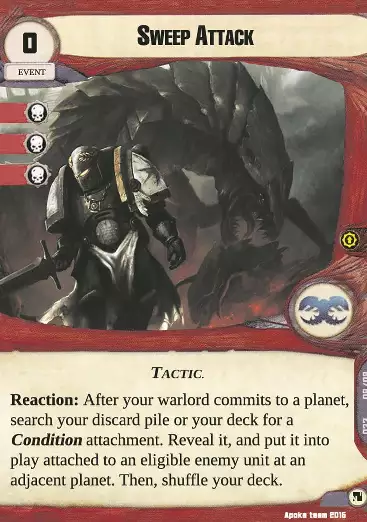 0
SWEEP ATTACK
EVENT
TACTIC.
Reaction: After your warlord commits to a planet,
search your discard pile or your deck for a
Condition attachment. Reveal it, and put it into
play attached to an eligible enemy unit at an
adjacent planet. Then, shuffle your deck.
Apoka team 2016